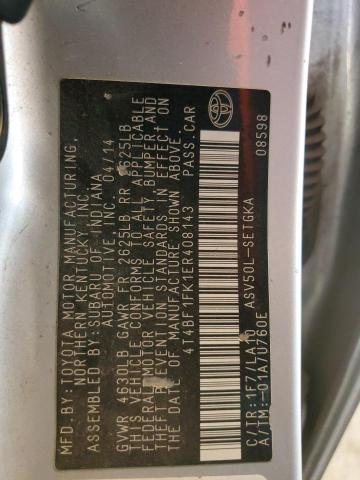 MFD. BY: TOYOTA MOTOR MANUFACTURING,
NORTHERN KENTUCKY INC.
ASSEMBLED BY: SUBARU OF INDIANA
AUTOMOTIVE, INC. 04/14
GVWR 4630LB GAWR FR 2625LB RR 2625LB
THIS VEHICLE CONFORMS TO ALL APPLICABLE
FEDERAL MOTOR VEHICLE SAFETY BUMPER AND
THEFT PREVENTION STANDARDS IN EFFECT
ON THE DATE OF MANUFACTURE SHOWN ABOVE.
4T4BF1FK1ER408143 PASS.CAR
ASV50L-SETGKA
C/TR:1F7/LA10
A/TM:-01A/U760E
08598
TOYOTA